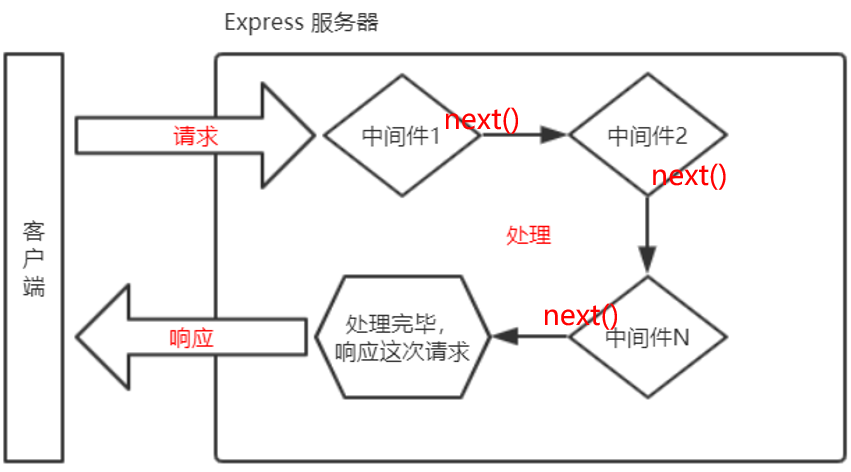 Express 服务器
客户端
请求
中间件1
next()
中间件2
next()
处理
next()
中间件N
处理完毕，
响应这次请求
响应